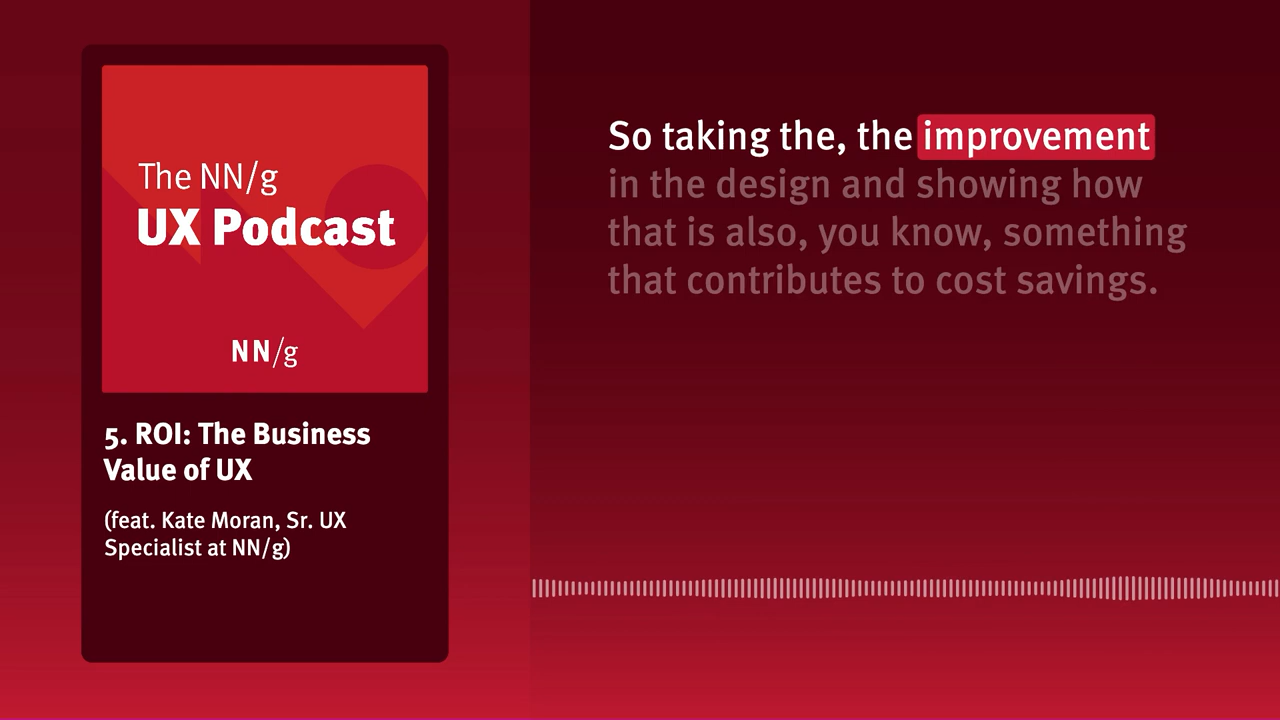 The NN/g
UX Podcast
NN/g
5. ROI: The Business
Value of UX
(feat. Kate Moran, Sr. UX
Specialist at NN/g)
So taking the, the improvement
in the design and showing how
that is also, you know, something
that contributes to cost savings.